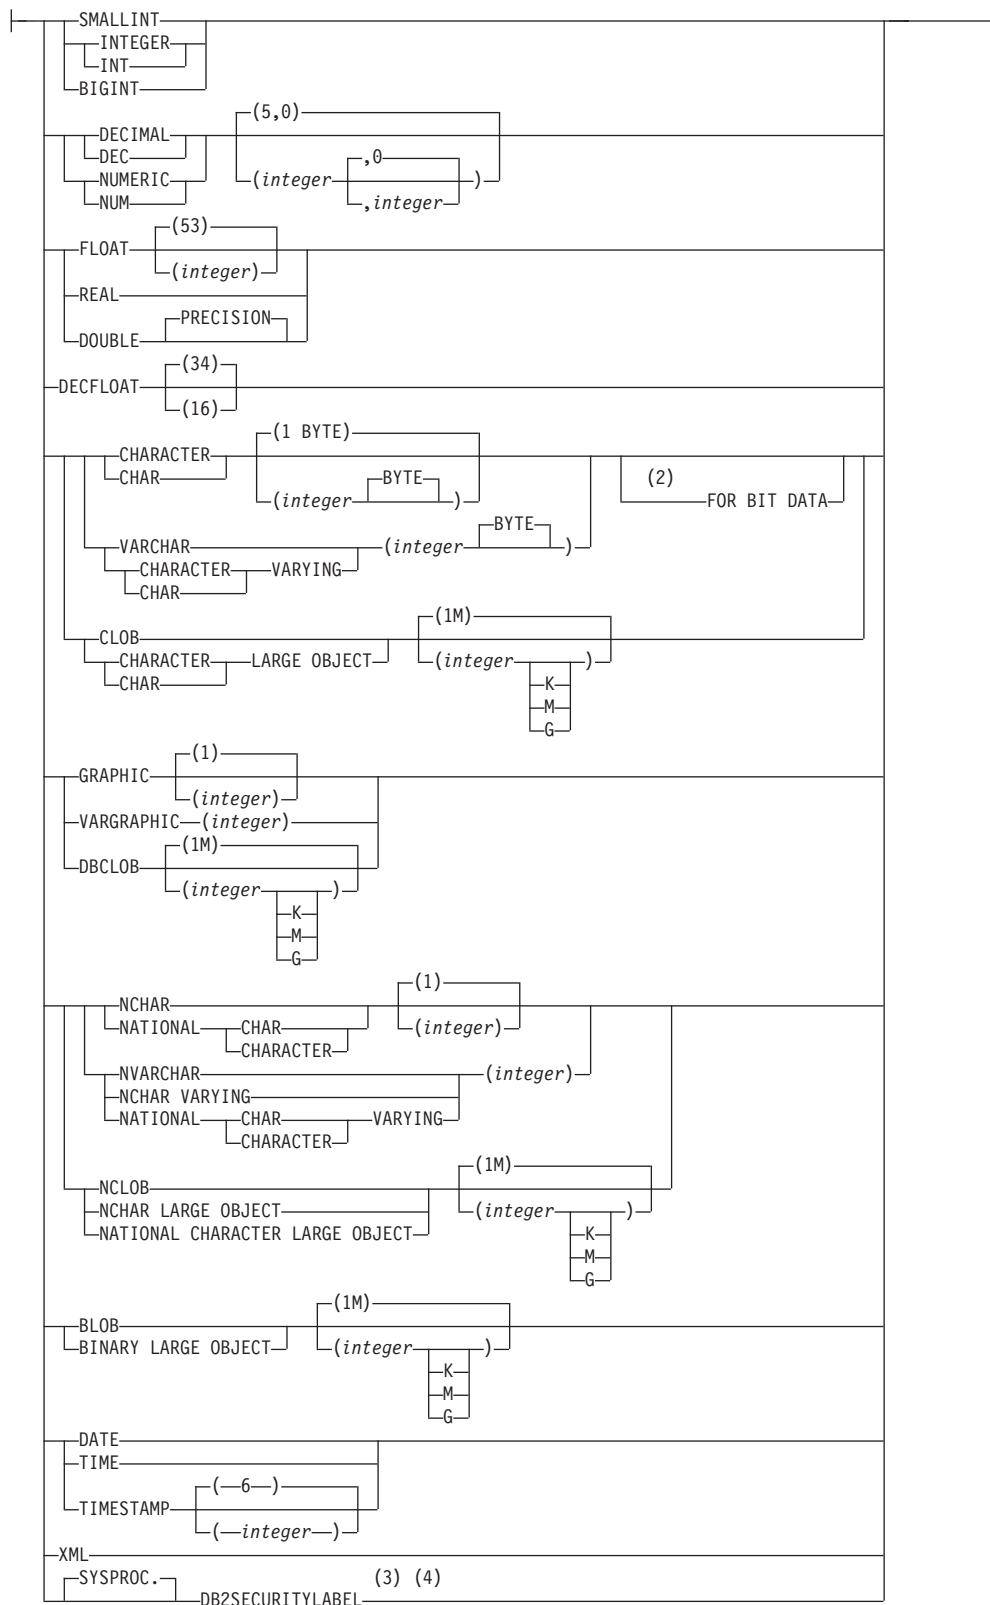 SMALLINT
INTEGER
INT
BIGINT
(5,0)
DECIMAL
DEC
,0
NUMERIC (integer )
NUM ,integer
(53)
FLOAT
(integer)
REAL
PRECISION
DOUBLE
(34)
DECFLOAT
(16)
(1 BYTE)
CHARACTER
CHAR BYTE (2)
(integer ) FOR BIT DATA
BYTE
VARCHAR (integer )
CHARACTER VARYING
CHAR
(1M)
CLOB
CHARACTER LARGE OBJECT (integer )
CHAR K
M
G
(1)
GRAPHIC
(integer)
VARGRAPHIC (integer)
(1M)
DBCLOB
(integer )
K
M
G
(1)
NCHAR
NATIONAL CHAR (integer)
CHARACTER
NVARCHAR (integer)
NCHAR VARYING
NATIONAL CHAR VARYING
CHARACTER
(1M)
NCLOB
NCHAR LARGE OBJECT (integer )
NATIONAL CHARACTER LARGE OBJECT K
M
G
(1M)
BLOB
BINARY LARGE OBJECT (integer )
K
M
G
DATE
TIME
( 6 )
TIMESTAMP
( integer )
XML
SYSPROC. (3) (4)
DB2SECURITYLABEL